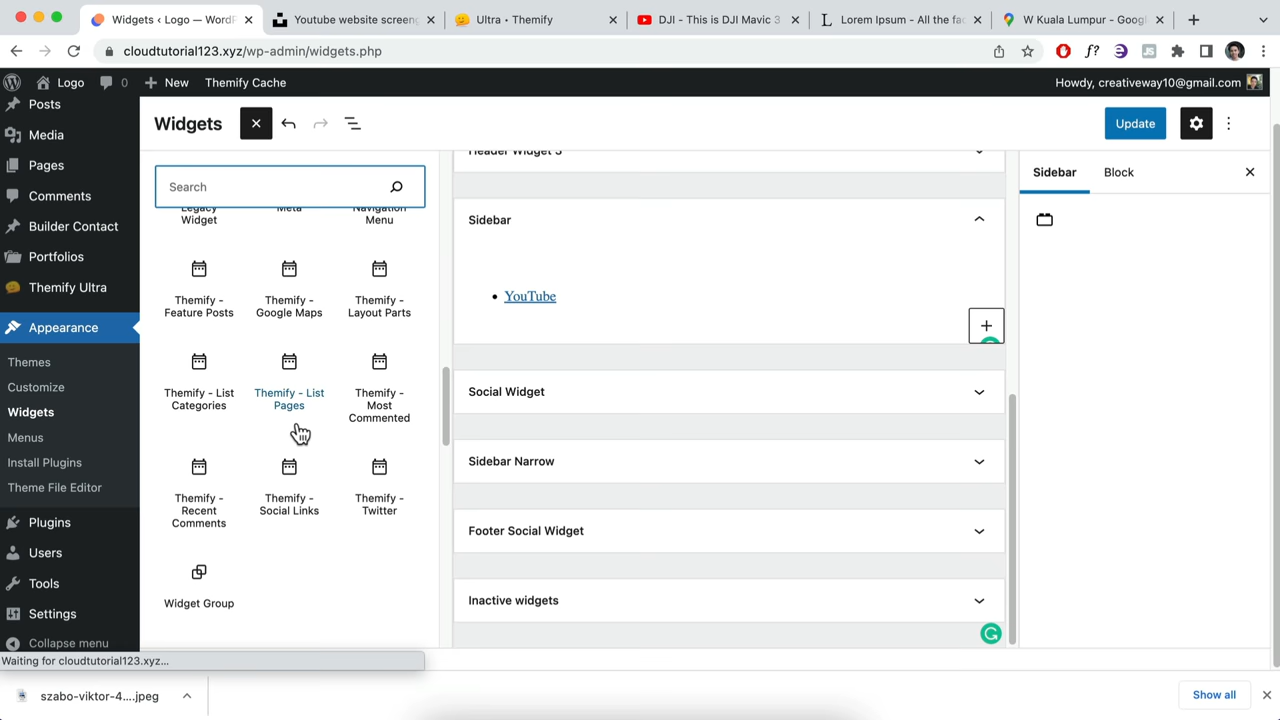 Widgets ‹ Logo — WordP
Youtube website screen
Ultra • Themify
DJI - This is DJI Mavic 3
Lorem Ipsum - All the fa
W Kuala Lumpur - Googl
cloudtutorial123.xyz/wp-admin/widgets.php
f?
JS
Logo
0
New
Themify Cache
Howdy, creativeway10@gmail.com
Posts
Media
Pages
Comments
Builder Contact
Portfolios
Themify Ultra
Appearance
Themes
Customize
Widgets
Menus
Install Plugins
Theme File Editor
Plugins
Users
Tools
Settings
Collapse menu
Waiting for cloudtutorial123.xyz...
Widgets
Update
Search
Legacy
Widget
Meta
Navigation
Menu
Themify -
Feature Posts
Themify -
Google Maps
Themify -
Layout Parts
Themify - List
Categories
Themify - List
Pages
Themify -
Most
Commented
Themify -
Recent
Comments
Themify -
Social Links
Themify -
Twitter
Widget Group
Header Widget 3
Sidebar
YouTube
Social Widget
Sidebar Narrow
Footer Social Widget
Inactive widgets
Sidebar
Block
szabo-viktor-4....jpeg
Show all